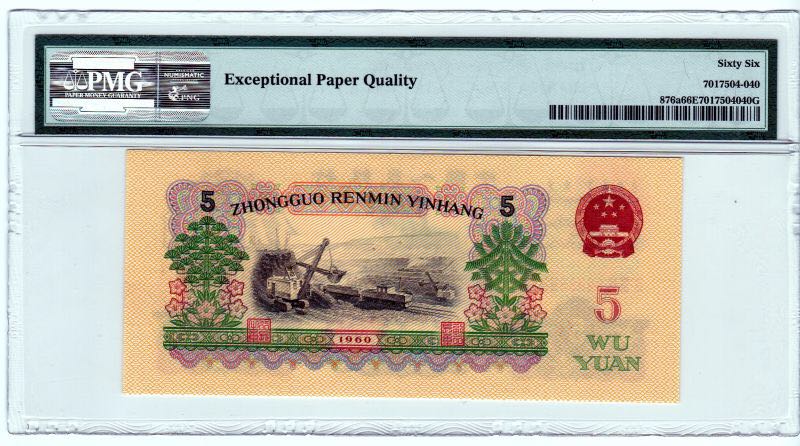 PMG
PAPER MONEY GUARANTY
NUMISMATIC
PNG
Exceptional Paper Quality
Sixty Six
7017504-040
876a66E7017504040G
5 ZHONGGUO RENMIN YINHANG 5
1960
5
WU
YUAN